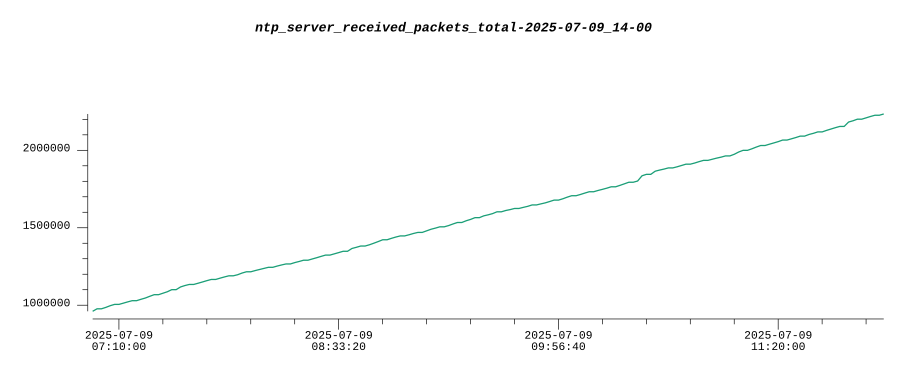 ntp_server_received_packets_total-2025-07-09_14-00
2000000
1500000
1000000
2025-07-09 2025-07-09 2025-07-09 2025-07-09
07:10:00 08:33:20 09:56:40 11:20:00